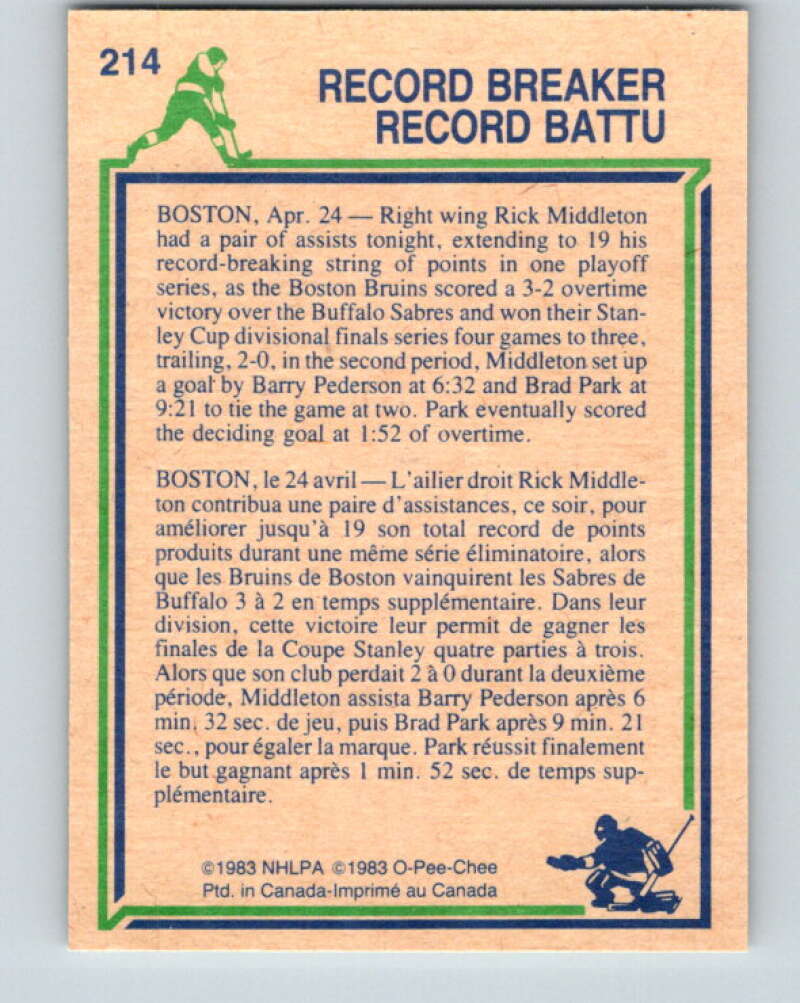 214
RECORD BREAKER
RECORD BATTU
BOSTON, Apr. 24 — Right wing Rick Middleton
had a pair of assists tonight, extending to 19 his
record-breaking string of points in one playoff
series, as the Boston Bruins scored a 3-2 overtime
victory over the Buffalo Sabres and won their Stan-
ley Cup divisional finals series four games to three,
trailing, 2-0, in the second period, Middleton set up
a goal by Barry Pederson at 6:32 and Brad Park at
9:21 to tie the game at two. Park eventually scored
the deciding goal at 1:52 of overtime.
BOSTON, le 24 avril — L'ailier droit Rick Middle-
ton contribua une paire d'assistances, ce soir, pour
améliorer jusqu'à 19 son total record de points
produits durant une même série éliminatoire, alors
que les Bruins de Boston vainquirent les Sabres de
Buffalo 3 à 2 en temps supplémentaire. Dans leur
division, cette victoire leur permit de gagner les
finales de la Coupe Stanley quatre parties à trois.
Alors que son club perdait 2 à 0 durant la deuxième
période, Middleton assista Barry Pederson après 6
min. 32 sec. de jeu, puis Brad Park après 9 min. 21
sec., pour égaler la marque. Park réussit finalement
le but gagnant après 1 min. 52 sec. de temps sup-
plémentaire.
©1983 NHLPA ©1983 O-Pee-Chee
Ptd. in Canada-Imprimé au Canada